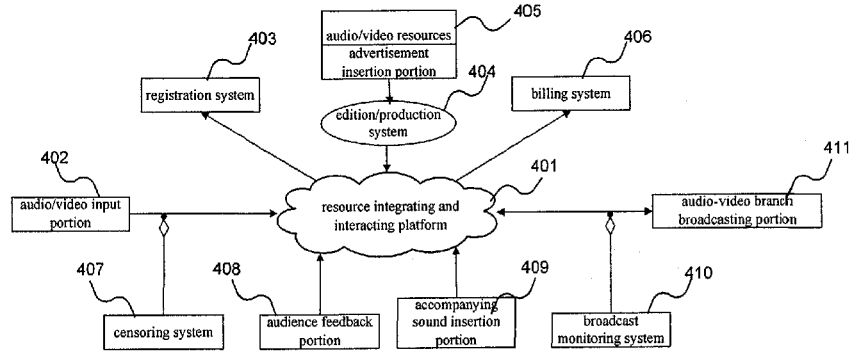 405
audio/video resources
403
406
advertisement
insertion portion
404
registration system
billing system
edition/production
system
402
401
411
audio/video input
portion
resource integrating and
interacting platform
audio-video branch
broadcasting portion
407
408
409
410
censoring system
audience feedback
portion
accompanying
sound insertion
portion
broadcast
monitoring system